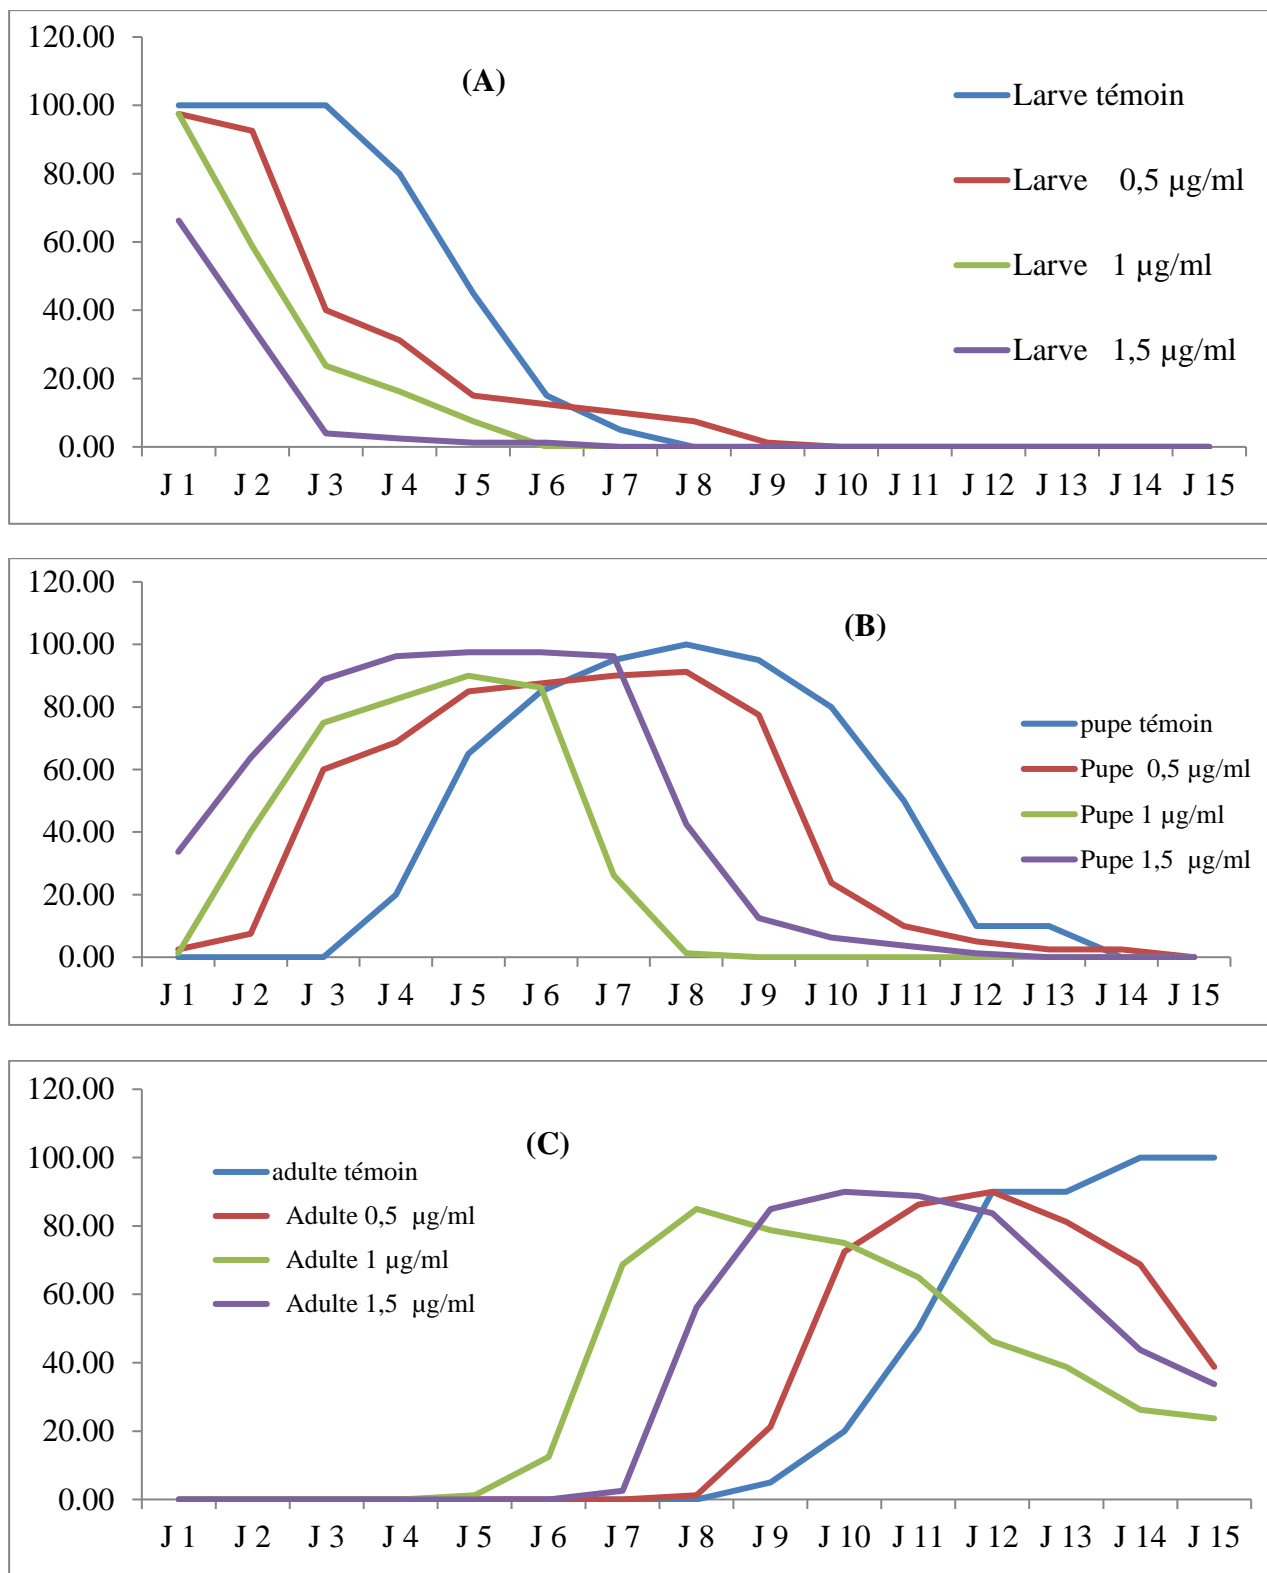 120.00
100.00
80.00
60.00
40.00
20.00
0.00
(A)
Larve témoin
Larve 0,5 µg/ml
Larve 1 µg/ml
Larve 1,5 µg/ml
J 1 J 2 J 3 J 4 J 5 J 6 J 7 J 8 J 9 J 10 J 11 J 12 J 13 J 14 J 15
120.00
100.00
80.00
60.00
40.00
20.00
0.00
(B)
pupe témoin
Pupe 0,5 µg/ml
Pupe 1 µg/ml
Pupe 1,5 µg/ml
J 1 J 2 J 3 J 4 J 5 J 6 J 7 J 8 J 9 J 10 J 11 J 12 J 13 J 14 J 15
120.00
100.00
80.00
60.00
40.00
20.00
0.00
(C)
adulte témoin
Adulte 0,5 µg/ml
Adulte 1 µg/ml
Adulte 1,5 µg/ml
J 1 J 2 J 3 J 4 J 5 J 6 J 7 J 8 J 9 J 10 J 11 J 12 J 13 J 14 J 15